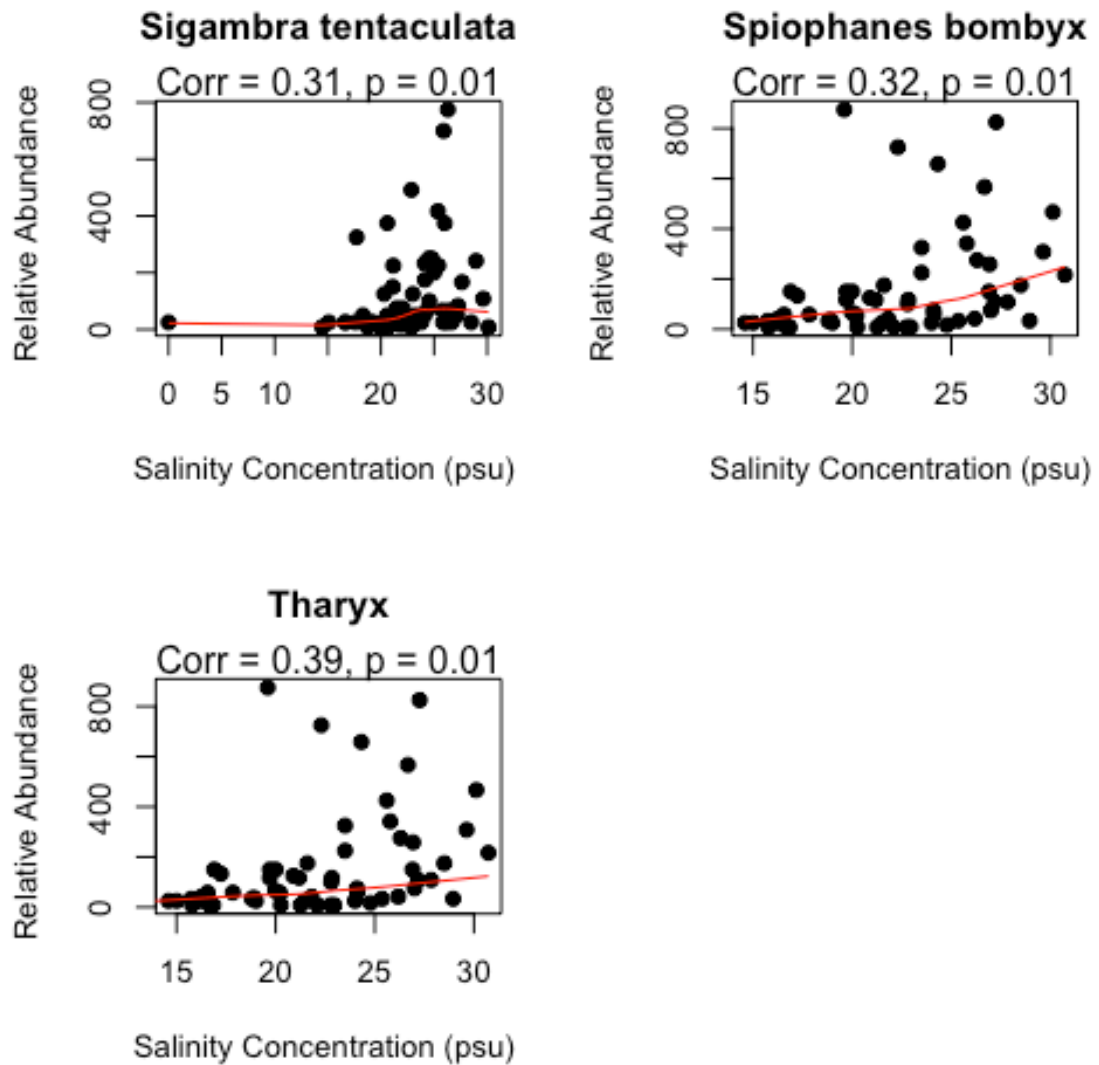 Sigambra tentaculata
Corr = 0.31, p = 0.01
Relative Abundance
800
400
0
0 5 10 20 30
Salinity Concentration (psu)
Spiophanes bombyx
Corr = 0.32, p = 0.01
Relative Abundance
800
400
0
15 20 25 30
Salinity Concentration (psu)
Tharyx
Corr = 0.39, p = 0.01
Relative Abundance
800
400
0
15 20 25 30
Salinity Concentration (psu)